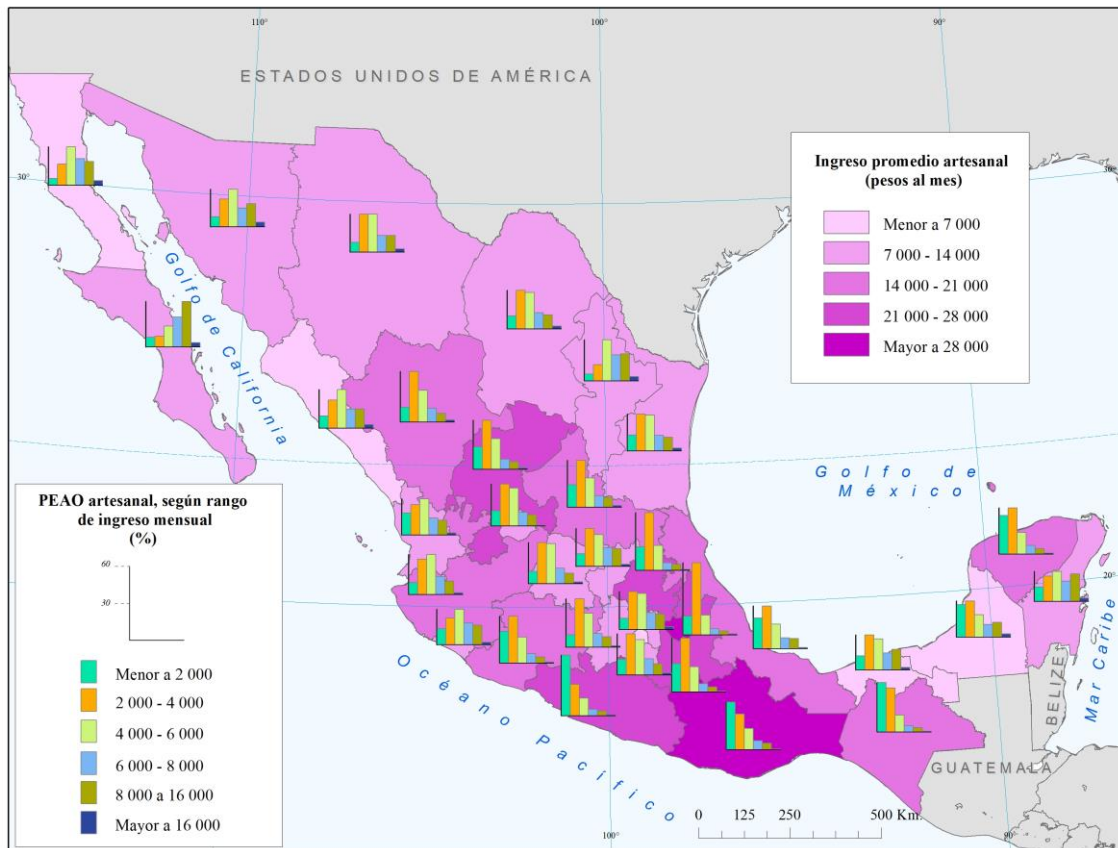 110°
100°
90°
ESTADOS UNIDOS DE AMÉRICA
Ingreso promedio artesanal
(pesos al mes)
Menor a 7 000
7 000 - 14 000
14 000 - 21 000
21 000 - 28 000
Mayor a 28 000
30°
30°
Golfo de California
Golfo de
México
PEAO artesanal, según rango
de ingreso mensual
(%)
60
30
Menor a 2 000
2 000 - 4 000
4 000 - 6 000
6 000 - 8 000
8 000 a 16 000
Mayor a 16 000
20°
Mar Caribe
BELIZE
Océano Pacífico
GUATEMALA
0 125 250 500 Km.
100°
90°